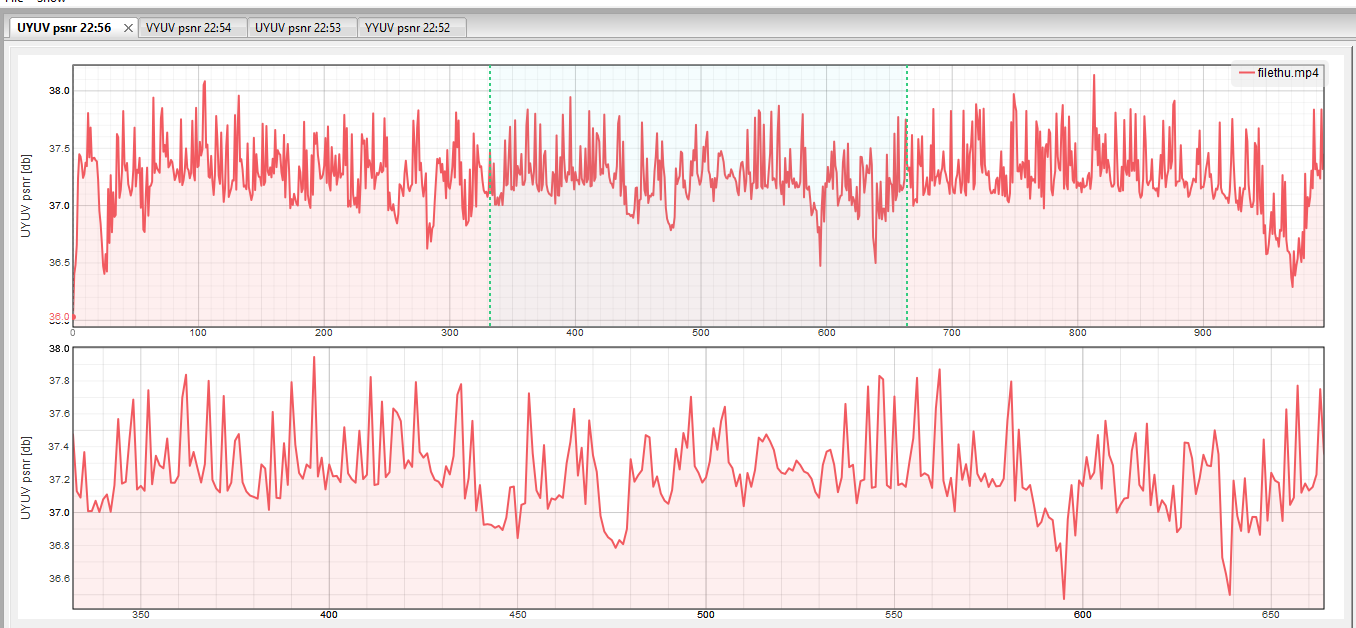 File Show
UYUV psnr 22:56
VYUV psnr 22:54
UYUV psnr 22:53
YYUV psnr 22:52
filethu.mp4
UYUV psnr [db]
38.0
37.5
37.0
36.5
36.0
0 100 200 300 400 500 600 700 800 900
UYUV psnr [db]
38.0
37.8
37.6
37.4
37.2
37.0
36.8
36.6
350 400 450 500 550 600 650